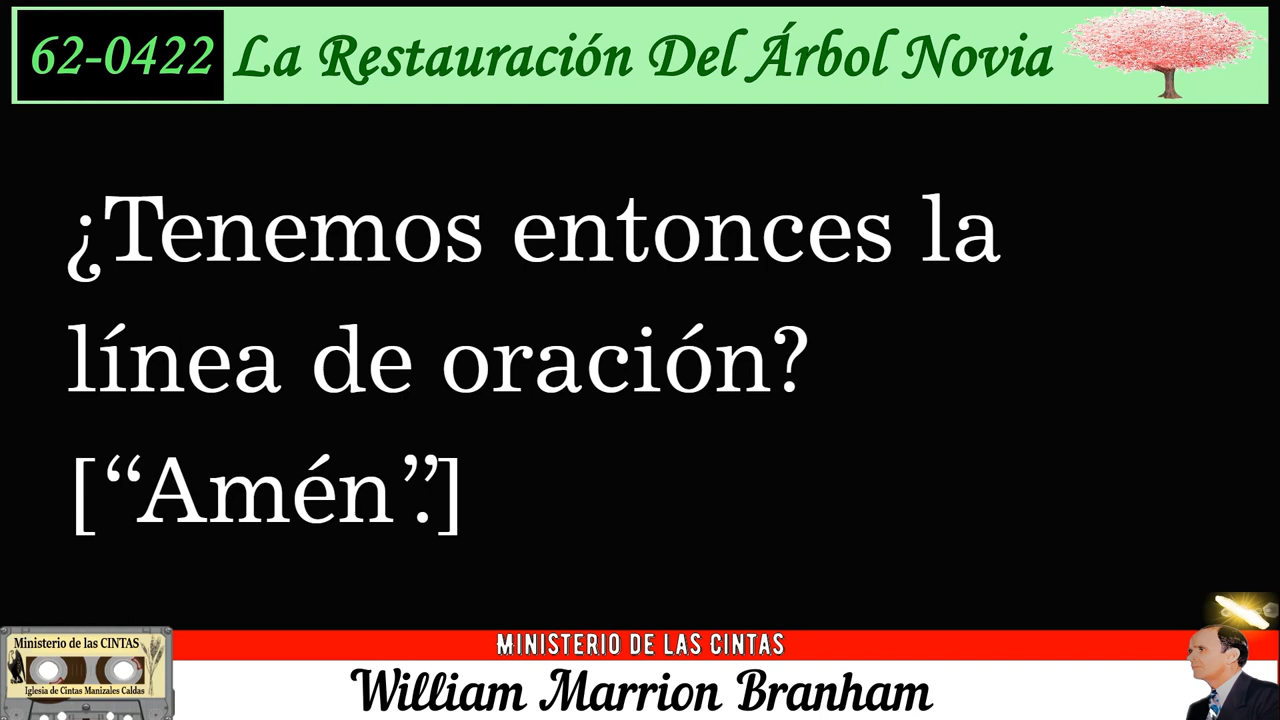 62-0422 La Restauración Del Árbol Novia
¿Tenemos entonces la
línea de oración?
[“Amén”.]
Ministerio de las CINTAS
Iglesia de Cintas Manizales Caldas
MINISTERIO DE LAS CINTAS
William Marrion Branham